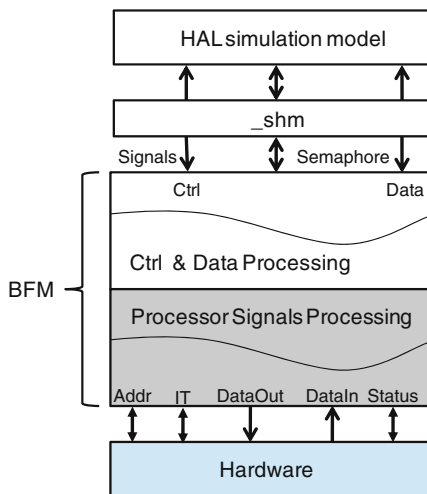 HAL simulation model
_shm
Signals Semaphore
Ctrl Data
Ctrl & Data Processing
BFM
Processor Signals Processing
Addr IT DataOut DataIn Status
Hardware